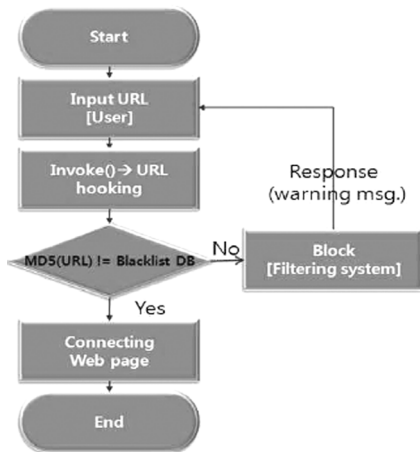 Start
Input URL
[User]
Invoke()→ URL
hooking
MD5(URL) != Blacklist DB
No
Block
[Filtering system]
Response
(warning msg.)
Yes
Connecting
Web page
End